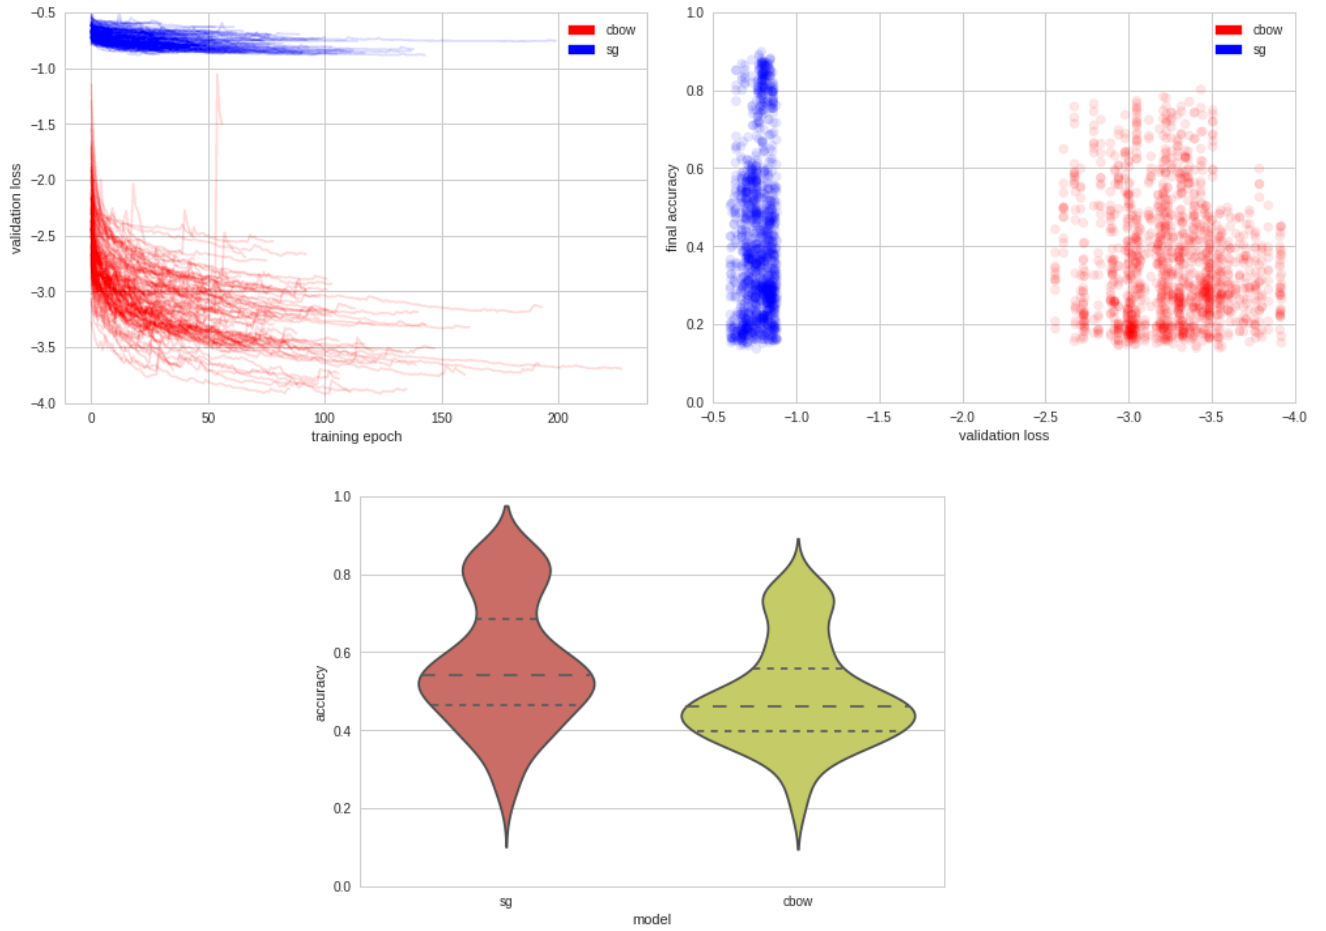 −0.5
−1.0
−1.5
−2.0
−2.5
−3.0
−3.5
−4.0
validation loss
0 50 100 150 200
training epoch
cbow
sg
1.0
0.8
0.6
0.4
0.2
0.0
final accuracy
−0.5 −1.0 −1.5 −2.0 −2.5 −3.0 −3.5 −4.0
validation loss
cbow
sg
1.0
0.8
0.6
0.4
0.2
0.0
accuracy
sg cbow
model